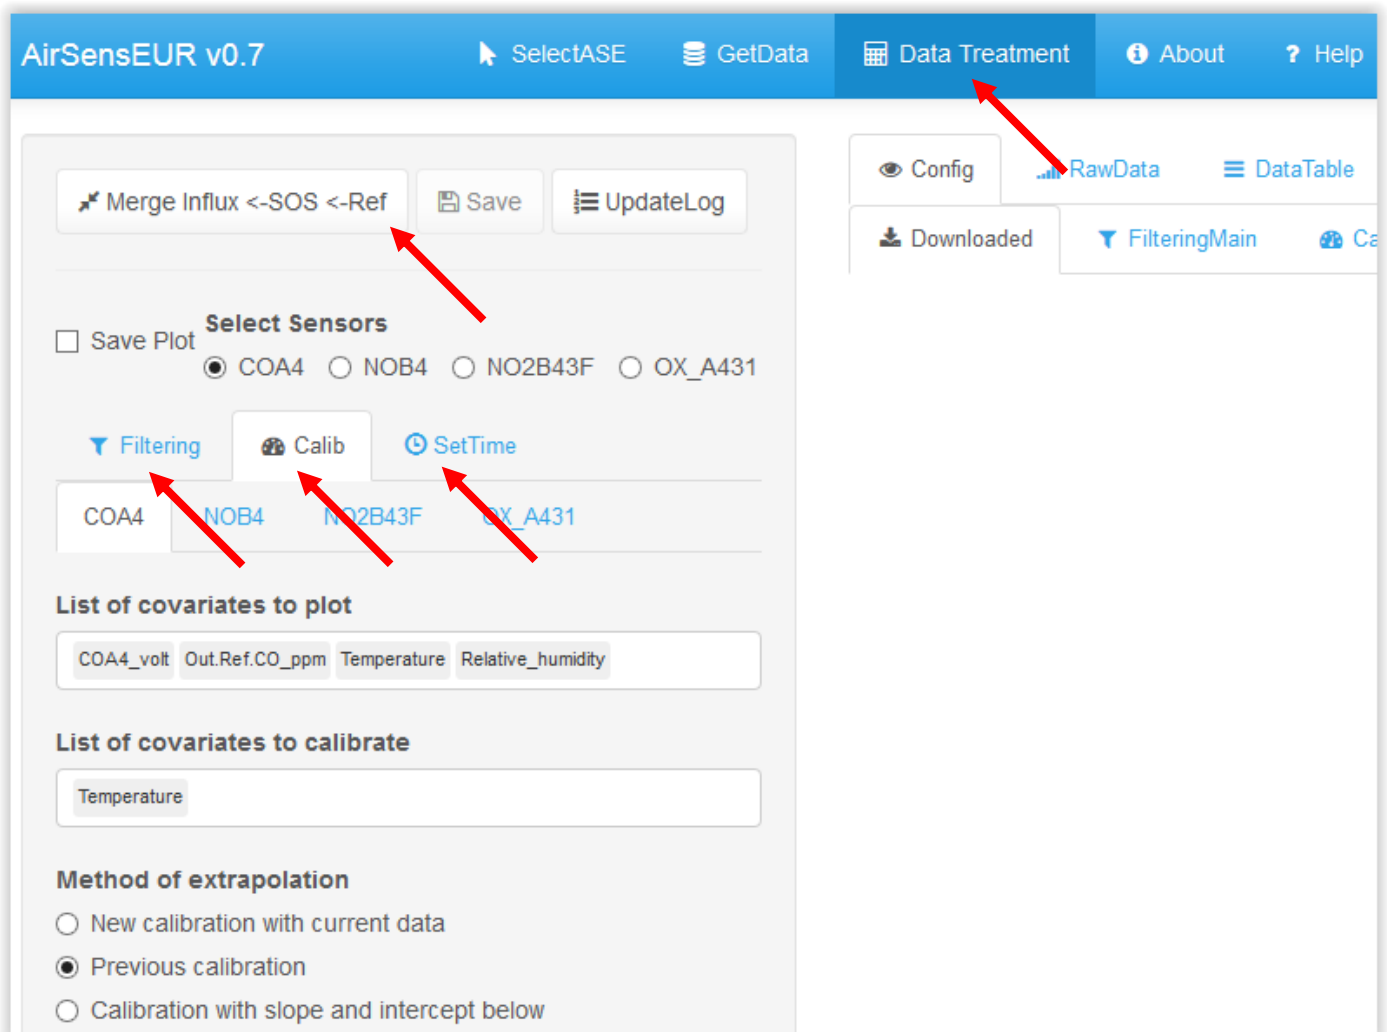 AirSensEUR v0.7 SelectASE GetData Data Treatment About ? Help
Merge Influx <-SOS <-Ref Save UpdateLog
Config RawData DataTable
Downloaded FilteringMain Ca
Save Plot
Select Sensors
COA4 NOB4 NO2B43F OX_A431
Filtering Calib SetTime
COA4 NOB4 NO2B43F OX_A431
List of covariates to plot
COA4_volt Out.Ref.CO_ppm Temperature Relative_humidity
List of covariates to calibrate
Temperature
Method of extrapolation
New calibration with current data
Previous calibration
Calibration with slope and intercept below